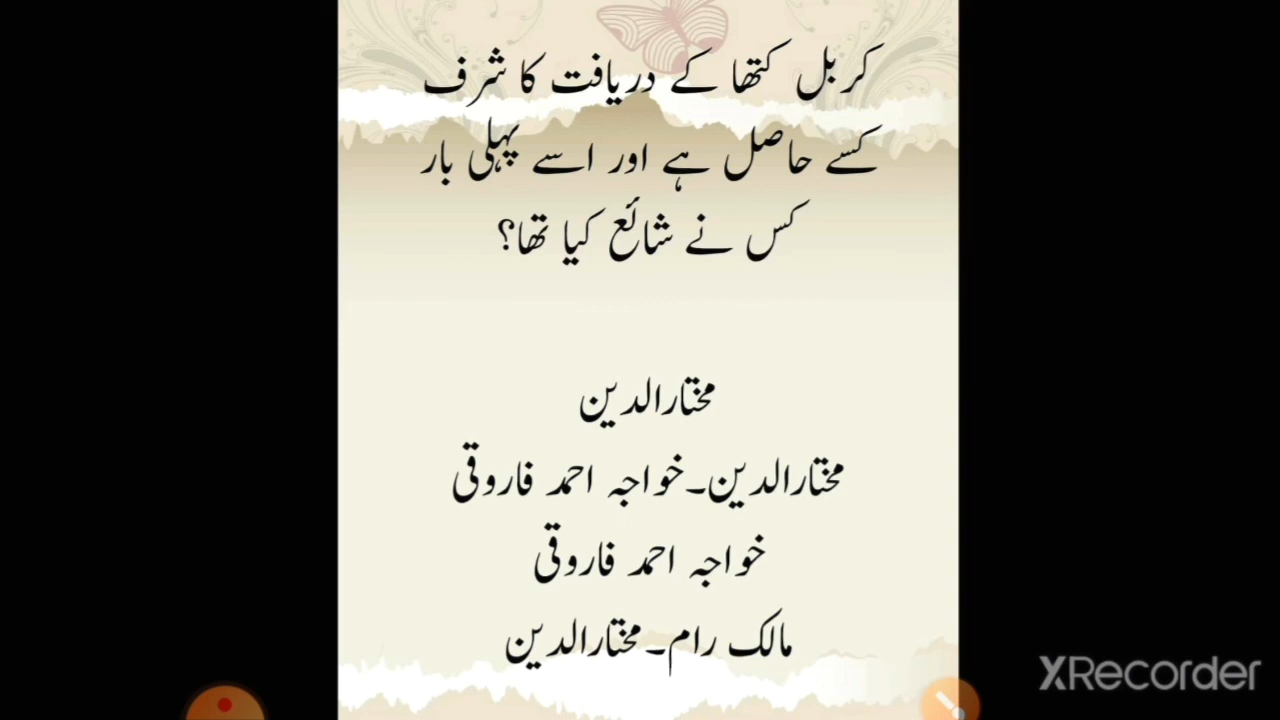 کربل کتھا کے دریافت کا شرف
کسے حاصل ہے اور اسے پہلی بار
کس نے شائع کیا تھا؟
مختارالدین
مختارالدین۔خواجہ احمد فاروقی
خواجہ احمد فاروقی
مالک رام۔مختارالدین
XRecorder